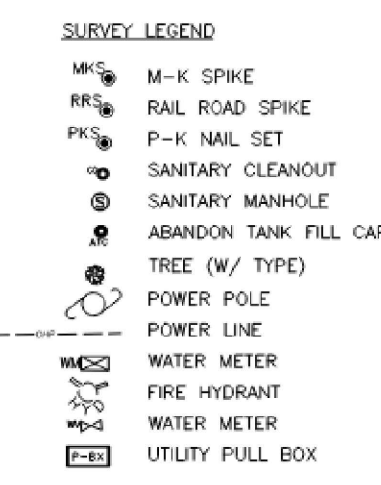 SURVEY LEGEND
MKS M-K SPIKE
RRS RAIL ROAD SPIKE
PKS P-K NAIL SET
CO SANITARY CLEANOUT
S SANITARY MANHOLE
ATC ABANDON TANK FILL CAP
TREE (W/ TYPE)
POWER POLE
OHP POWER LINE
WM WATER METER
FIRE HYDRANT
WATER METER
P-BX UTILITY PULL BOX